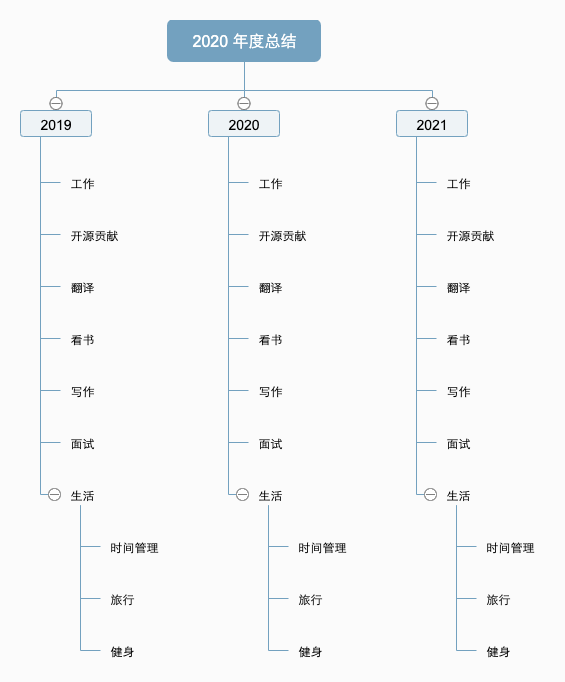 2020 年度总结
2019
工作
开源贡献
翻译
看书
写作
面试
生活
时间管理
旅行
健身
2020
工作
开源贡献
翻译
看书
写作
面试
生活
时间管理
旅行
健身
2021
工作
开源贡献
翻译
看书
写作
面试
生活
时间管理
旅行
健身